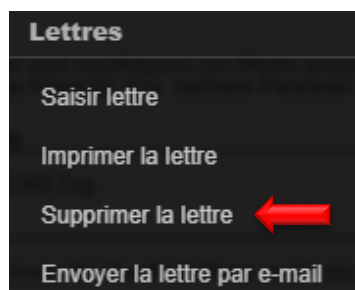 Lettres
Saisir lettre
Imprimer la lettre
Supprimer la lettre
Envoyer la lettre par e-mail